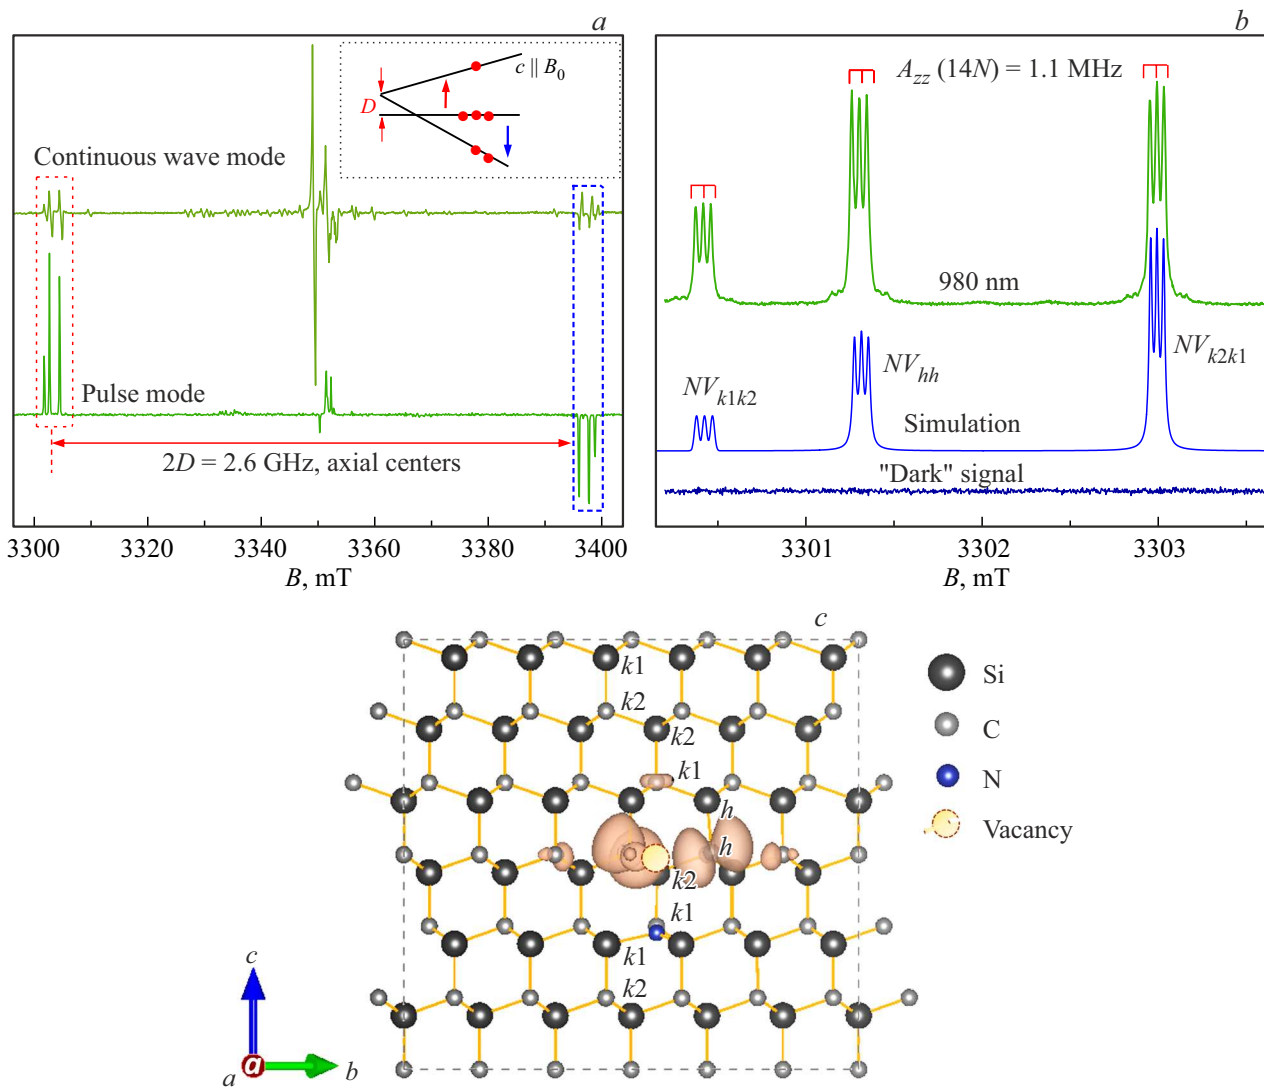 a
c || B0
D
Continuous wave mode
Pulse mode
2D = 2.6 GHz, axial centers
3300 3320 3340 3360 3380 3400
B, mT
b
Azz (14N) = 1.1 MHz
980 nm
NVk1k2
NVhh
NVk2k1
Simulation
"Dark" signal
3301 3302 3303
B, mT
c
k1
k2
k2
k1
h
h
k2
k1
k1
k2
Si
C
N
Vacancy
c
a
a
b